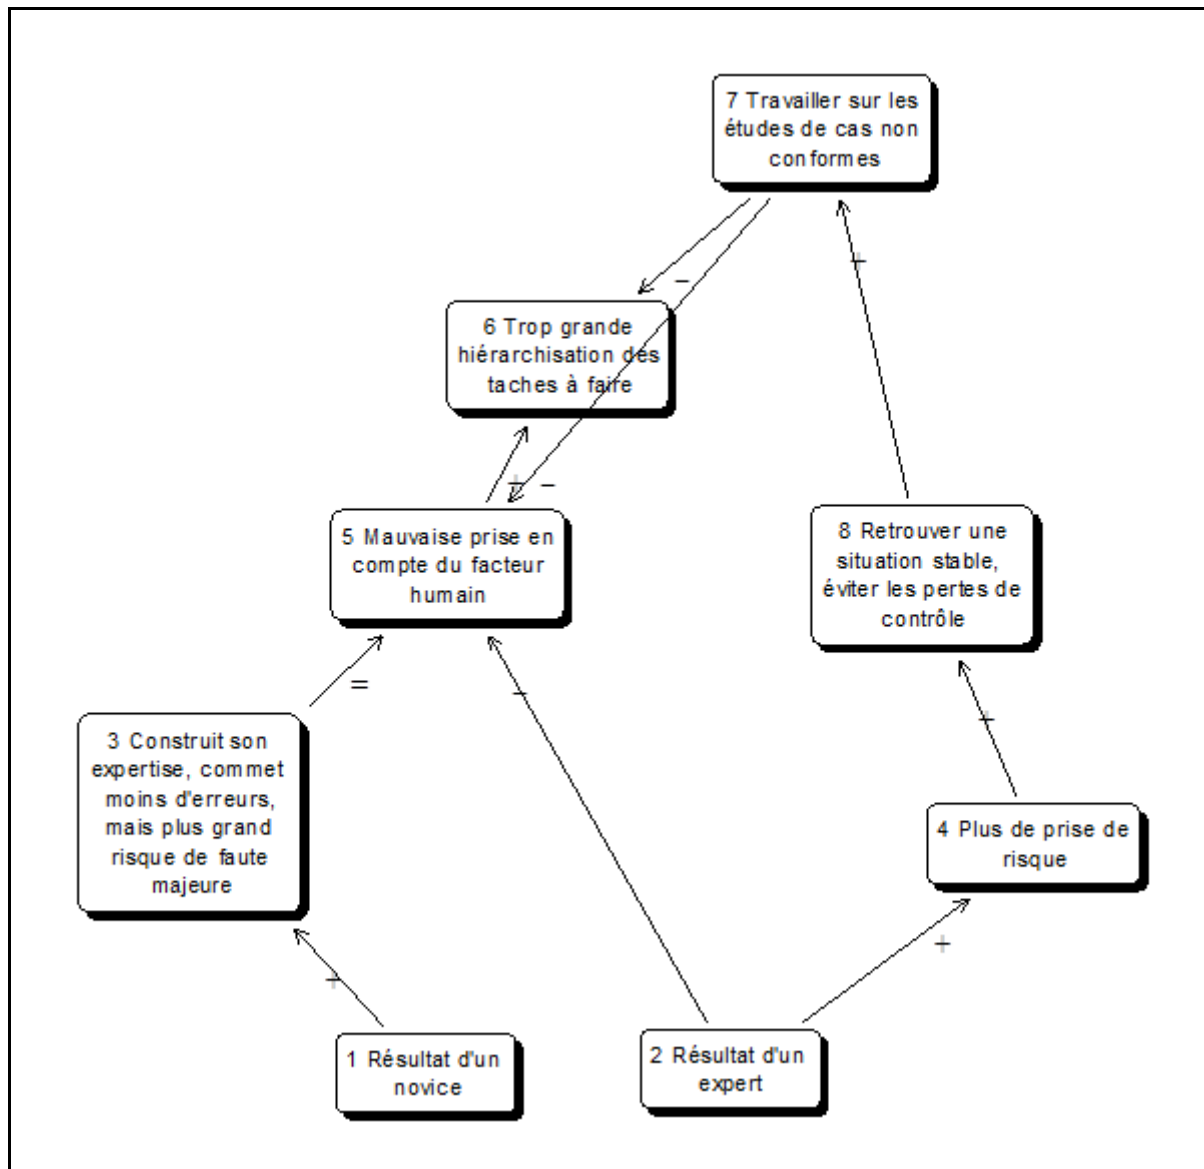 7 Travailler sur les
études de cas non
conformes
+
-
6 Trop grande
hiérarchisation des
taches à faire
+ -
5 Mauvaise prise en
compte du facteur
humain
8 Retrouver une
situation stable,
éviter les pertes de
contrôle
=
-
+
3 Construit son
expertise, commet
moins d'erreurs,
mais plus grand
risque de faute
majeure
4 Plus de prise de
risque
+
+
1 Résultat d'un
novice
2 Résultat d'un
expert